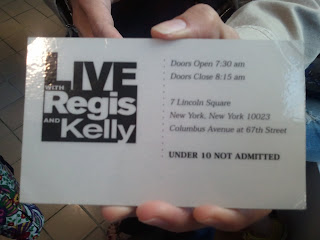 LIVE
WITH
Regis
AND
Kelly
Doors Open 7:30 am
Doors Close 8:15 am
7 Lincoln Square
New York, New York 10023
Columbus Avenue at 67th Street
UNDER 10 NOT ADMITTED